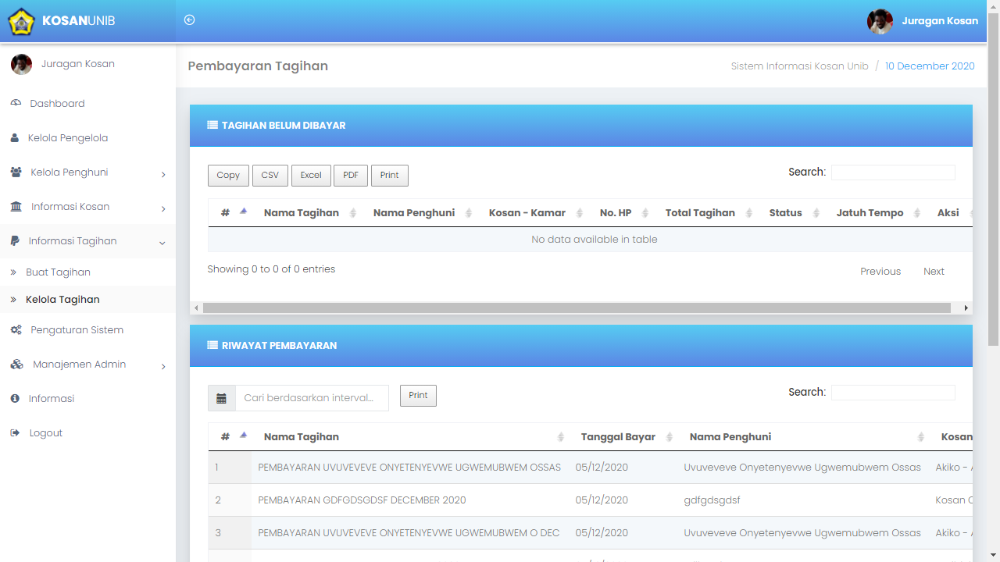 KOSANUNIB
Juragan Kosan
Juragan Kosan
Dashboard
Kelola Pengelola
Kelola Penghuni
Informasi Kosan
Informasi Tagihan
Buat Tagihan
Kelola Tagihan
Pengaturan Sistem
Manajemen Admin
Informasi
Logout
Pembayaran Tagihan
Sistem Informasi Kosan Unib / 10 December 2020
TAGIHAN BELUM DIBAYAR
Copy CSV Excel PDF Print Search:
# Nama Tagihan Nama Penghuni Kosan - Kamar No. HP Total Tagihan Status Jatuh Tempo Aksi
No data available in table
Showing 0 to 0 of 0 entries Previous Next
RIWAYAT PEMBAYARAN
Cari berdasarkan interval... Print Search:
# Nama Tagihan Tanggal Bayar Nama Penghuni Kosan
1 PEMBAYARAN UVUVEVEVE ONYETENYEVWE UGWEMUBWEM OSSAS 05/12/2020 Uvuveveve Onyetenyevwe Ugwemubwem Ossas Akiko -
2 PEMBAYARAN GDFGDSGDSF DECEMBER 2020 05/12/2020 gdfgdsgdsf Kosan
3 PEMBAYARAN UVUVEVEVE ONYETENYEVWE UGWEMUBWEM O DEC 05/12/2020 Uvuveveve Onyetenyevwe Ugwemubwem Ossas Akiko -